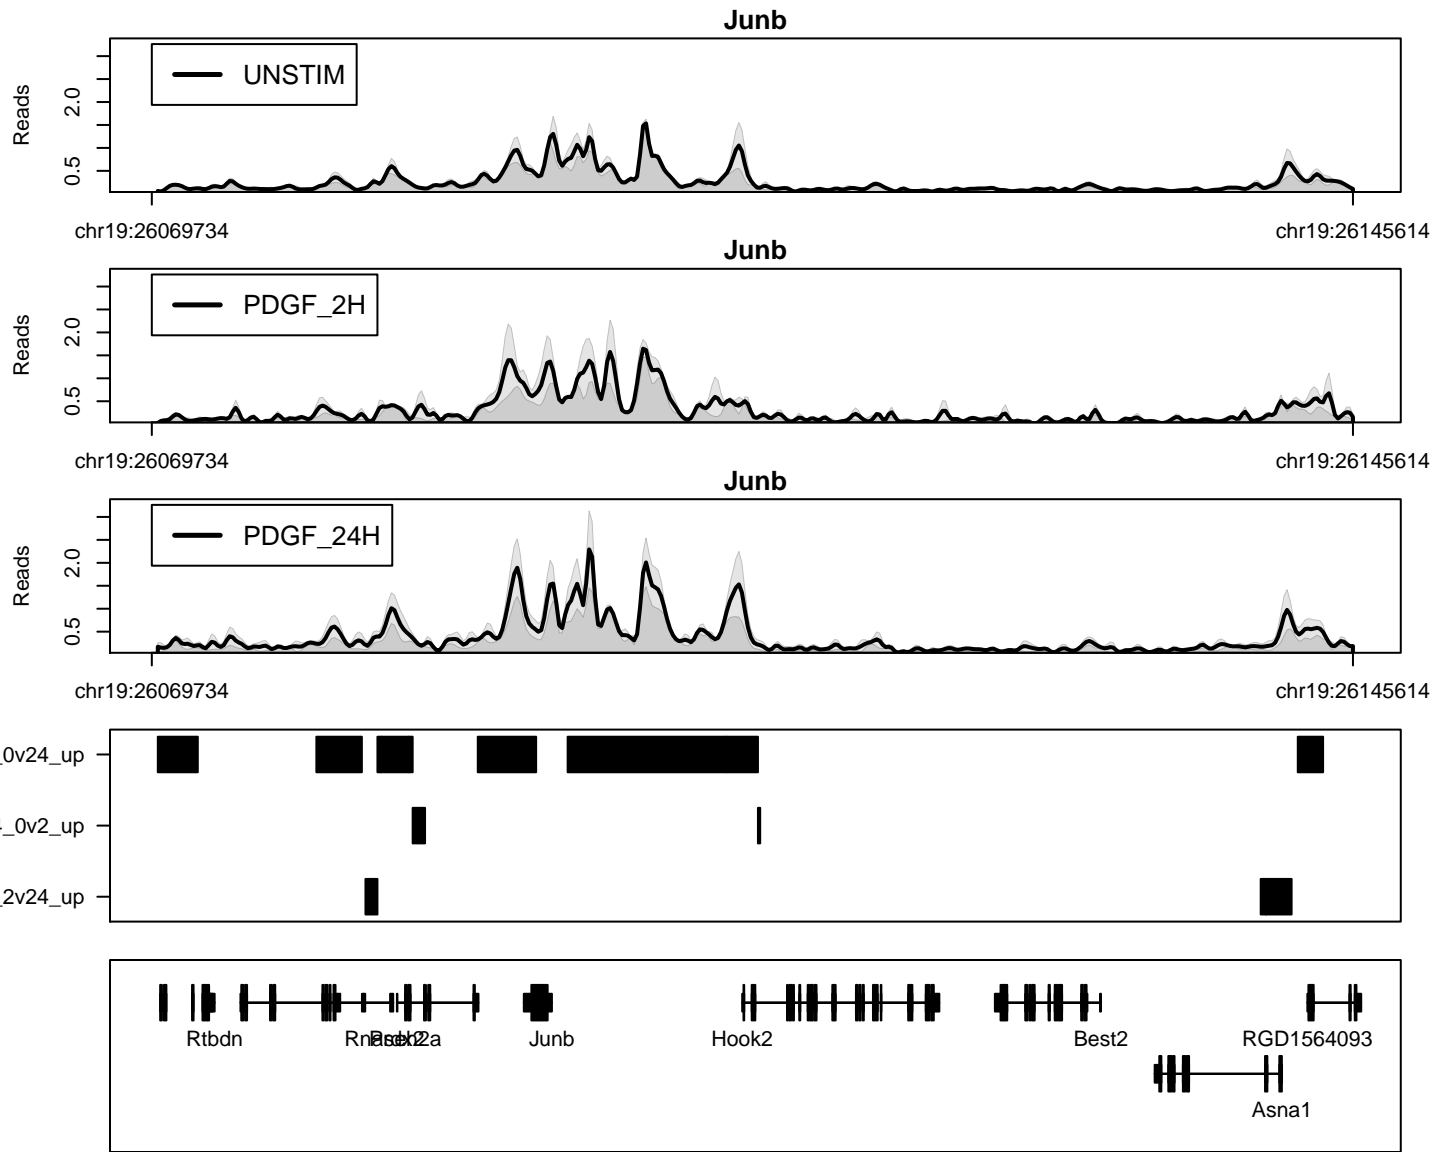 Junb
UNSTIM
Reads
2.0
0.5
chr19:26069734 chr19:26145614
Junb
PDGF_2H
Reads
2.0
0.5
chr19:26069734 chr19:26145614
Junb
PDGF_24H
Reads
2.0
0.5
chr19:26069734 chr19:26145614
_0v24_up
_0v2_up
_2v24_up
Rtbdn Junb Hook2 Best2 RGD1564093
Asna1